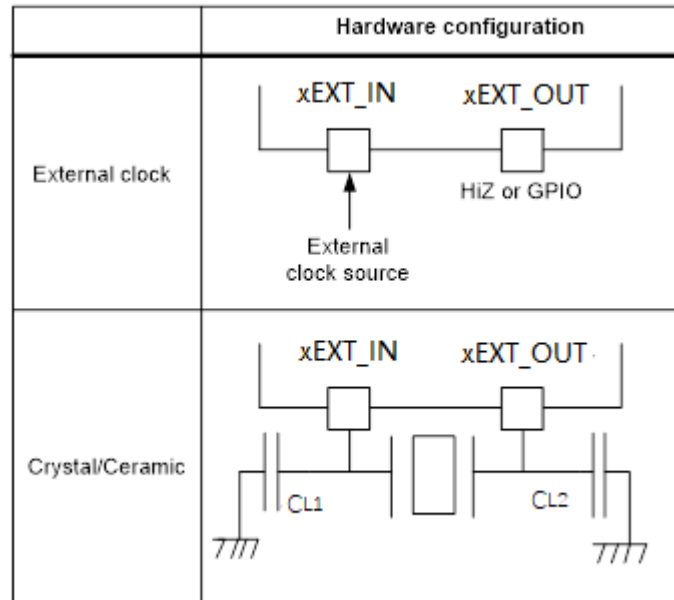 Hardware configuration
External clock
xEXT_IN xEXT_OUT
HiZ or GPIO
External
clock source
Crystal/Ceramic
xEXT_IN xEXT_OUT
CL1 CL2